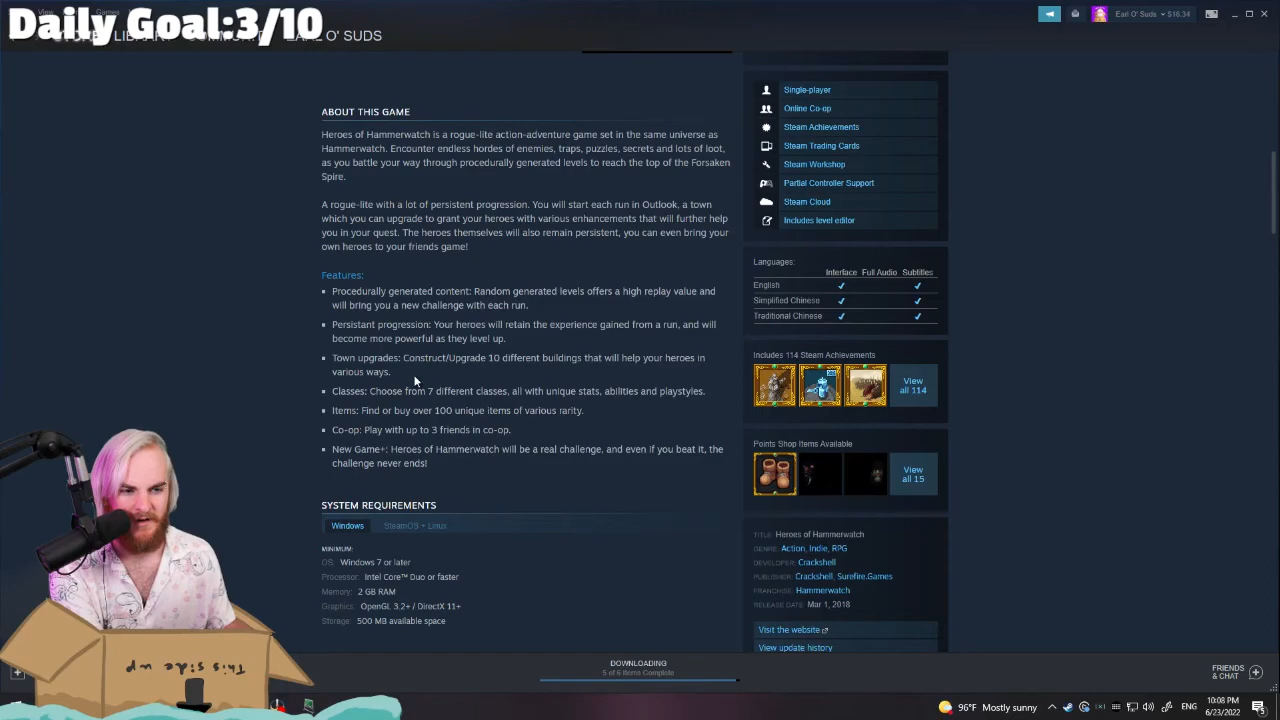 Daily Goal:3/10
View
Games
Earl O' Suds
$16.34
LIBRARY
EARL O' SUDS
ABOUT THIS GAME
Heroes of Hammerwatch is a rogue-lite action-adventure game set in the same universe as
Hammerwatch. Encounter endless hordes of enemies, traps, puzzles, secrets and lots of loot,
as you battle your way through procedurally generated levels to reach the top of the Forsaken
Spire.
A rogue-lite with a lot of persistent progression. You will start each run in Outlook, a town
which you can upgrade to grant your heroes with various enhancements that will further help
you in your quest. The heroes themselves will also remain persistent, you can even bring your
own heroes to your friends game!
Features:
Procedurally generated content: Random generated levels offers a high replay value and
will bring you a new challenge with each run.
Persistant progression: Your heroes will retain the experience gained from a run, and will
become more powerful as they level up.
Town upgrades: Construct/Upgrade 10 different buildings that will help your heroes in
various ways.
Classes: Choose from 7 different classes, all with unique stats, abilities and playstyles.
Items: Find or buy over 100 unique items of various rarity.
Co-op: Play with up to 3 friends in co-op.
New Game+: Heroes of Hammerwatch will be a real challenge, and even if you beat it, the
challenge never ends!
SYSTEM REQUIREMENTS
Windows
SteamOS + Linux
MINIMUM:
OS: Windows 7 or later
Processor: Intel Core™ Duo or faster
Memory: 2 GB RAM
Graphics: OpenGL 3.2+ / DirectX 11+
Storage: 500 MB available space
Single-player
Online Co-op
Steam Achievements
Steam Trading Cards
Steam Workshop
Partial Controller Support
Steam Cloud
Includes level editor
Languages:
Interface Full Audio Subtitles
English
Simplified Chinese
Traditional Chinese
Includes 114 Steam Achievements
View
all 114
Points Shop Items Available
View
all 15
TITLE: Heroes of Hammerwatch
GENRE: Action, Indie, RPG
DEVELOPER: Crackshell
PUBLISHER: Crackshell, Surefire.Games
FRANCHISE: Hammerwatch
RELEASE DATE: Mar 1, 2018
Visit the website
View update history
This side up
DOWNLOADING
5 of 6 Items Complete
FRIENDS
& CHAT
96°F Mostly sunny
ENG
10:08 PM
6/23/2022